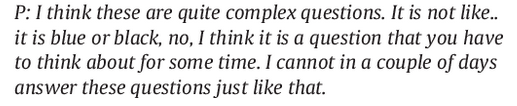 P: I think these are quite complex questions. It is not like..
it is blue or black, no, I think it is a question that you have
to think about for some time. I cannot in a couple of days
answer these questions just like that.